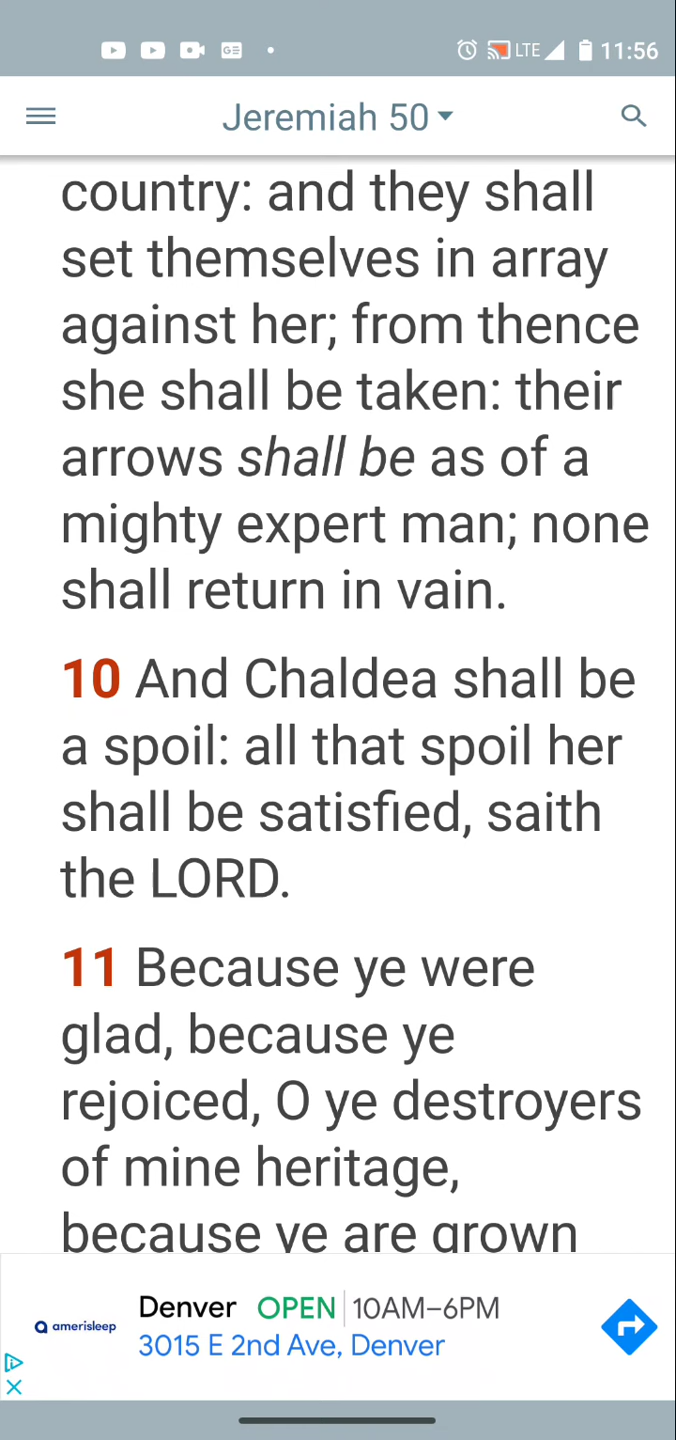 LTE 11:56
Jeremiah 50
country: and they shall
set themselves in array
against her; from thence
she shall be taken: their
arrows shall be as of a
mighty expert man; none
shall return in vain.
10 And Chaldea shall be
a spoil: all that spoil her
shall be satisfied, saith
the LORD.
11 Because ye were
glad, because ye
rejoiced, O ye destroyers
of mine heritage,
because ye are grown
amerisleep
Denver OPEN 10AM–6PM
3015 E 2nd Ave, Denver